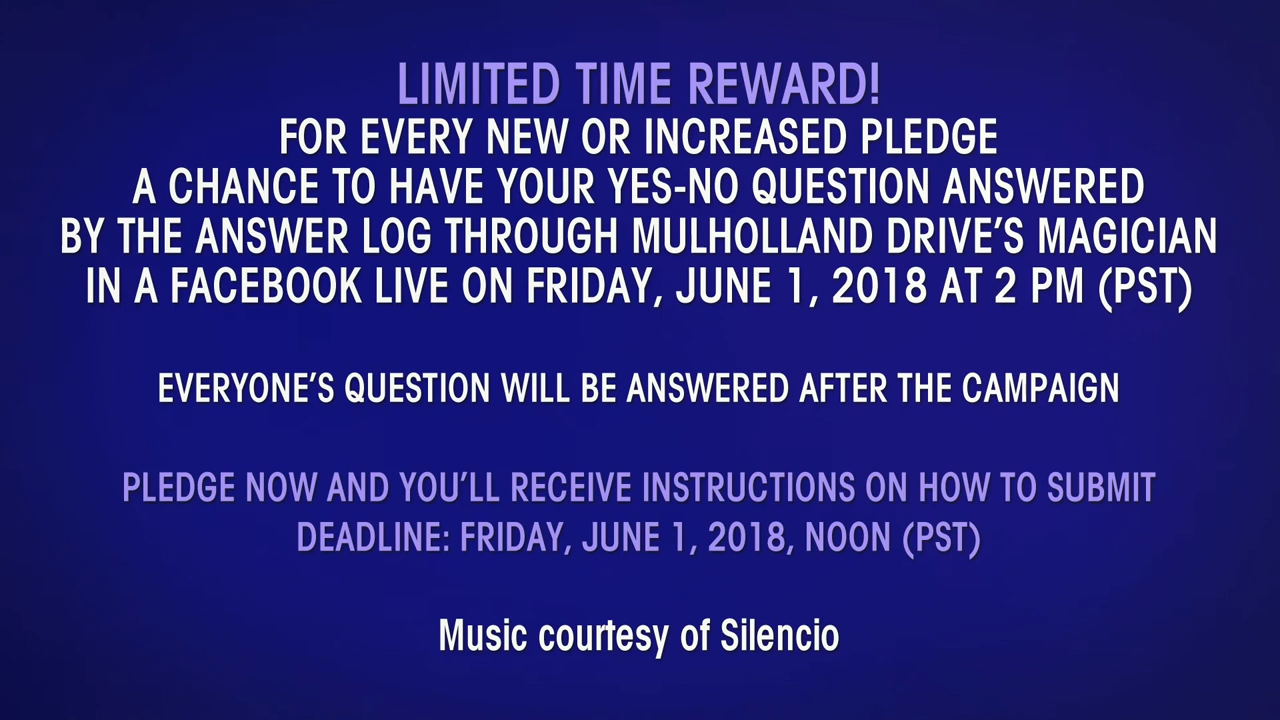 LIMITED TIME REWARD!
FOR EVERY NEW OR INCREASED PLEDGE
A CHANCE TO HAVE YOUR YES-NO QUESTION ANSWERED
BY THE ANSWER LOG THROUGH MULHOLLAND DRIVE’S MAGICIAN
IN A FACEBOOK LIVE ON FRIDAY, JUNE 1, 2018 AT 2 PM (PST)
EVERYONE’S QUESTION WILL BE ANSWERED AFTER THE CAMPAIGN
PLEDGE NOW AND YOU’LL RECEIVE INSTRUCTIONS ON HOW TO SUBMIT
DEADLINE: FRIDAY, JUNE 1, 2018, NOON (PST)
Music courtesy of Silencio